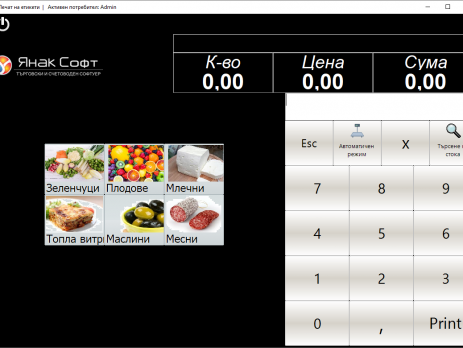 Печат на етикети | Активен потребител: Admin
Янак Софт
ТЪРГОВСКИ И СЧЕТОВОДЕН СОФТУЕР
К-во Цена Сума
0,00 0,00 0,00
Esc Автоматичен режим x Търсене стока
7 8 9
Зеленчуци Плодове Млечни
4 5 6
Топла витр Маслини Месни
1 2 3
0 , Print